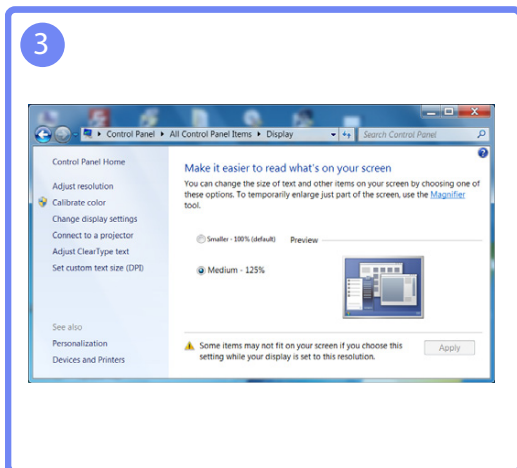 3
Control Panel ▸ All Control Panel Items ▸ Display
Search Control Panel
Control Panel Home
Adjust resolution
Calibrate color
Change display settings
Connect to a projector
Adjust ClearType text
Set custom text size (DPI)
See also
Personalization
Devices and Printers
Make it easier to read what's on your screen
You can change the size of text and other items on your screen by choosing one of
these options. To temporarily enlarge just part of the screen, use the Magnifier
tool.
Smaller - 100% (default)
Preview
Medium - 125%
Some items may not fit on your screen if you choose this
setting while your display is set to this resolution.
Apply